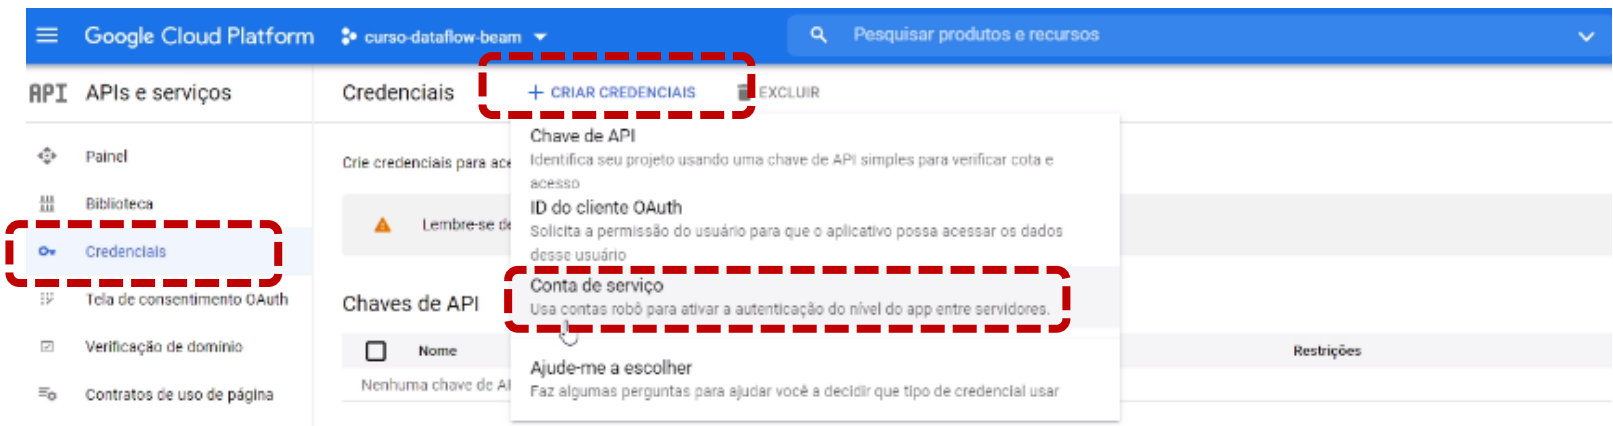 Google Cloud Platform
curso-dataflow-beam
Pesquisar produtos e recursos
API APIs e serviços
Credenciais
+ CRIAR CREDENCIAIS
EXCLUIR
Painel
Biblioteca
Credenciais
Tela de consentimento OAuth
Verificação de domínio
Contratos de uso de página
Crie credenciais para ace
Lembre-se de
Chaves de API
Nome
Restrições
Nenhuma chave de AP
Chave de API
Identifica seu projeto usando uma chave de API simples para verificar cota e
acesso
ID do cliente OAuth
Solicita a permissão do usuário para que o aplicativo possa acessar os dados
desse usuário
Conta de serviço
Usa contas robô para ativar a autenticação do nível do app entre servidores.
Ajude-me a escolher
Faz algumas perguntas para ajudar você a decidir que tipo de credencial usar